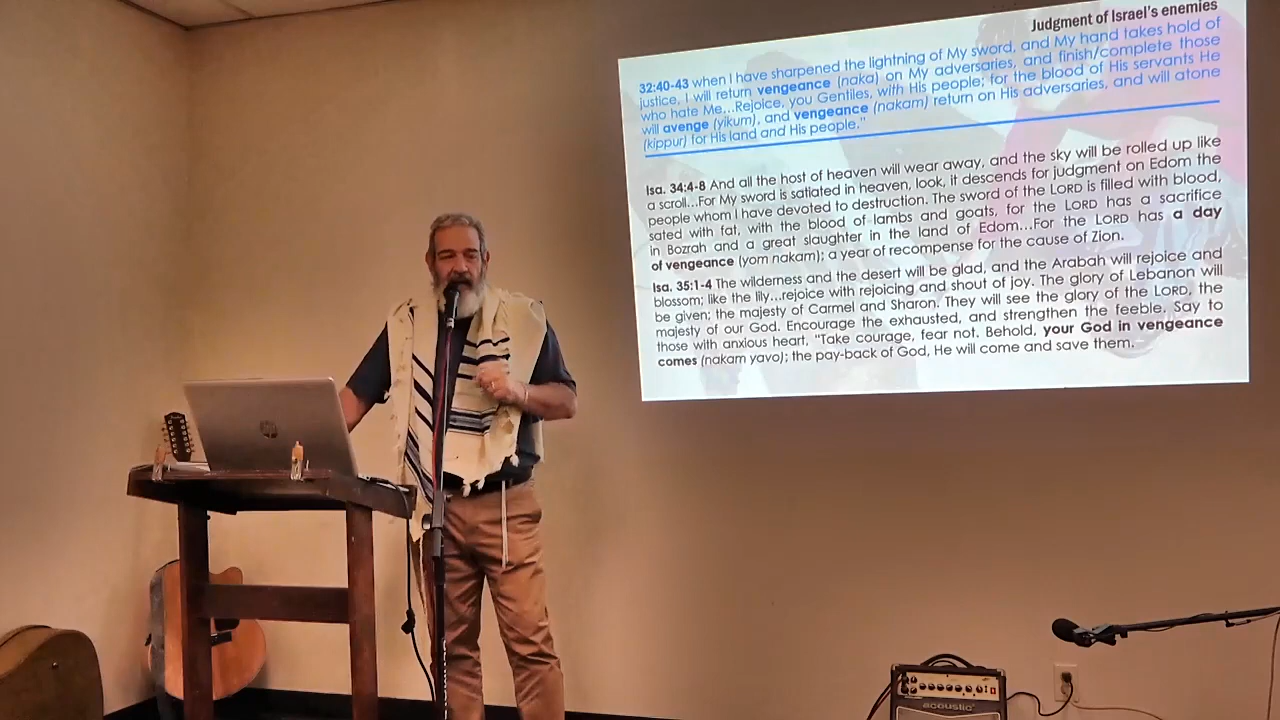 Judgment of Israel's enemies
32:40-43 when I have sharpened the lightning of My sword, and My hand takes hold of
justice, I will return vengeance (naka) on My adversaries, and finish/complete those
who hate Me...Rejoice, you Gentiles, with His people; for the blood of His servants He
will avenge (yikum), and vengeance (nakam) return on His adversaries, and will atone
(kippur) for His land and His people."
Isa. 34:4-8 And all the host of heaven will wear away, and the sky will be rolled up like
a scroll...For My sword is satiated in heaven, look, it descends for judgment on Edom the
people whom I have devoted to destruction. The sword of the LORD is filled with blood,
sated with fat, with the blood of lambs and goats, for the LORD has a sacrifice
in Bozrah and a great slaughter in the land of Edom...For the LORD has a day
of vengeance (yom nakam); a year of recompense for the cause of Zion.
Isa. 35:1-4 The wilderness and the desert will be glad, and the Arabah will rejoice and
blossom; like the lily...rejoice with rejoicing and shout of joy. The glory of Lebanon will
be given; the majesty of Carmel and Sharon. They will see the glory of the LORD, the
majesty of our God. Encourage the exhausted, and strengthen the feeble. Say to
those with anxious heart, "Take courage, fear not. Behold, your God in vengeance
comes (nakam yavo); the pay-back of God, He will come and save them.
hp
acoustic